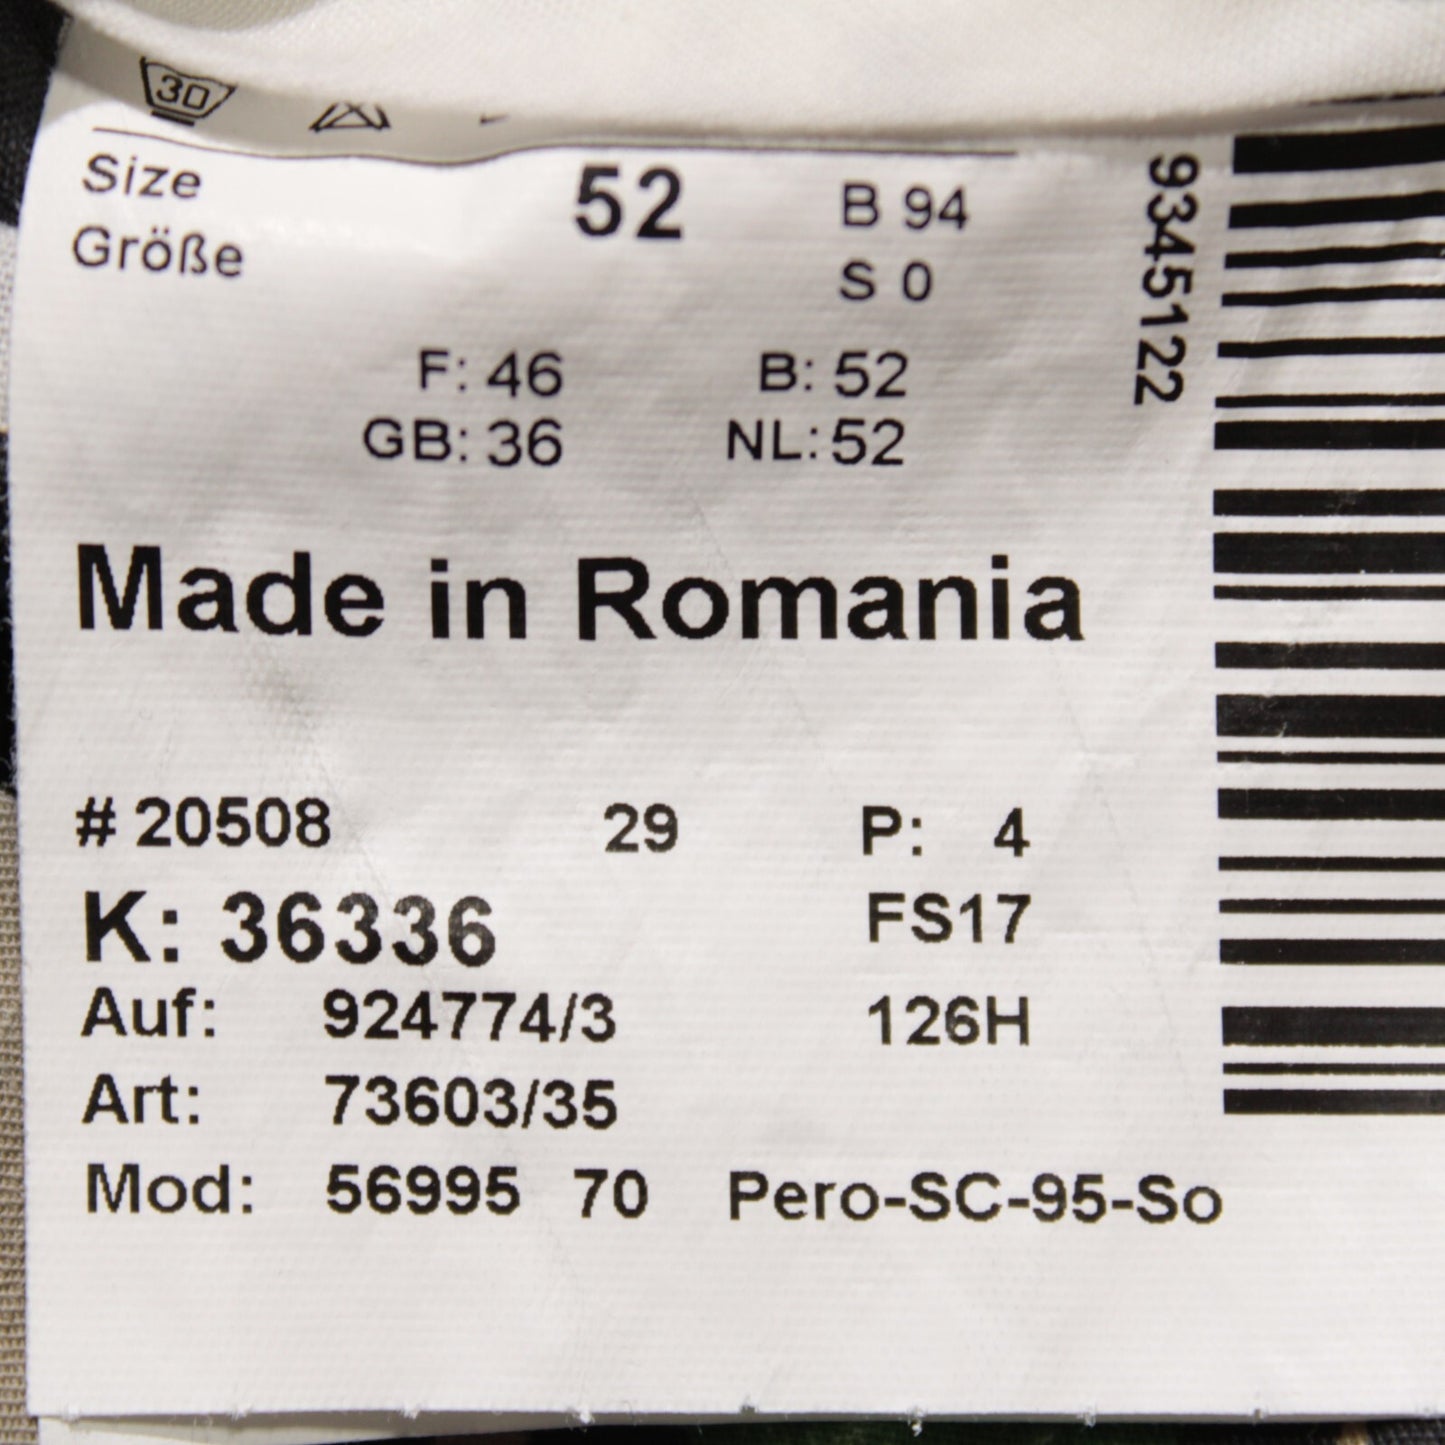 30
Size 52 B 94
Größe S 0
F: 46 B: 52
GB: 36 NL: 52
Made in Romania
# 20508 29 P: 4
K: 36336 FS17
Auf: 924774/3 126H
Art: 73603/35
Mod: 56995 70 Pero-SC-95-So
9345122